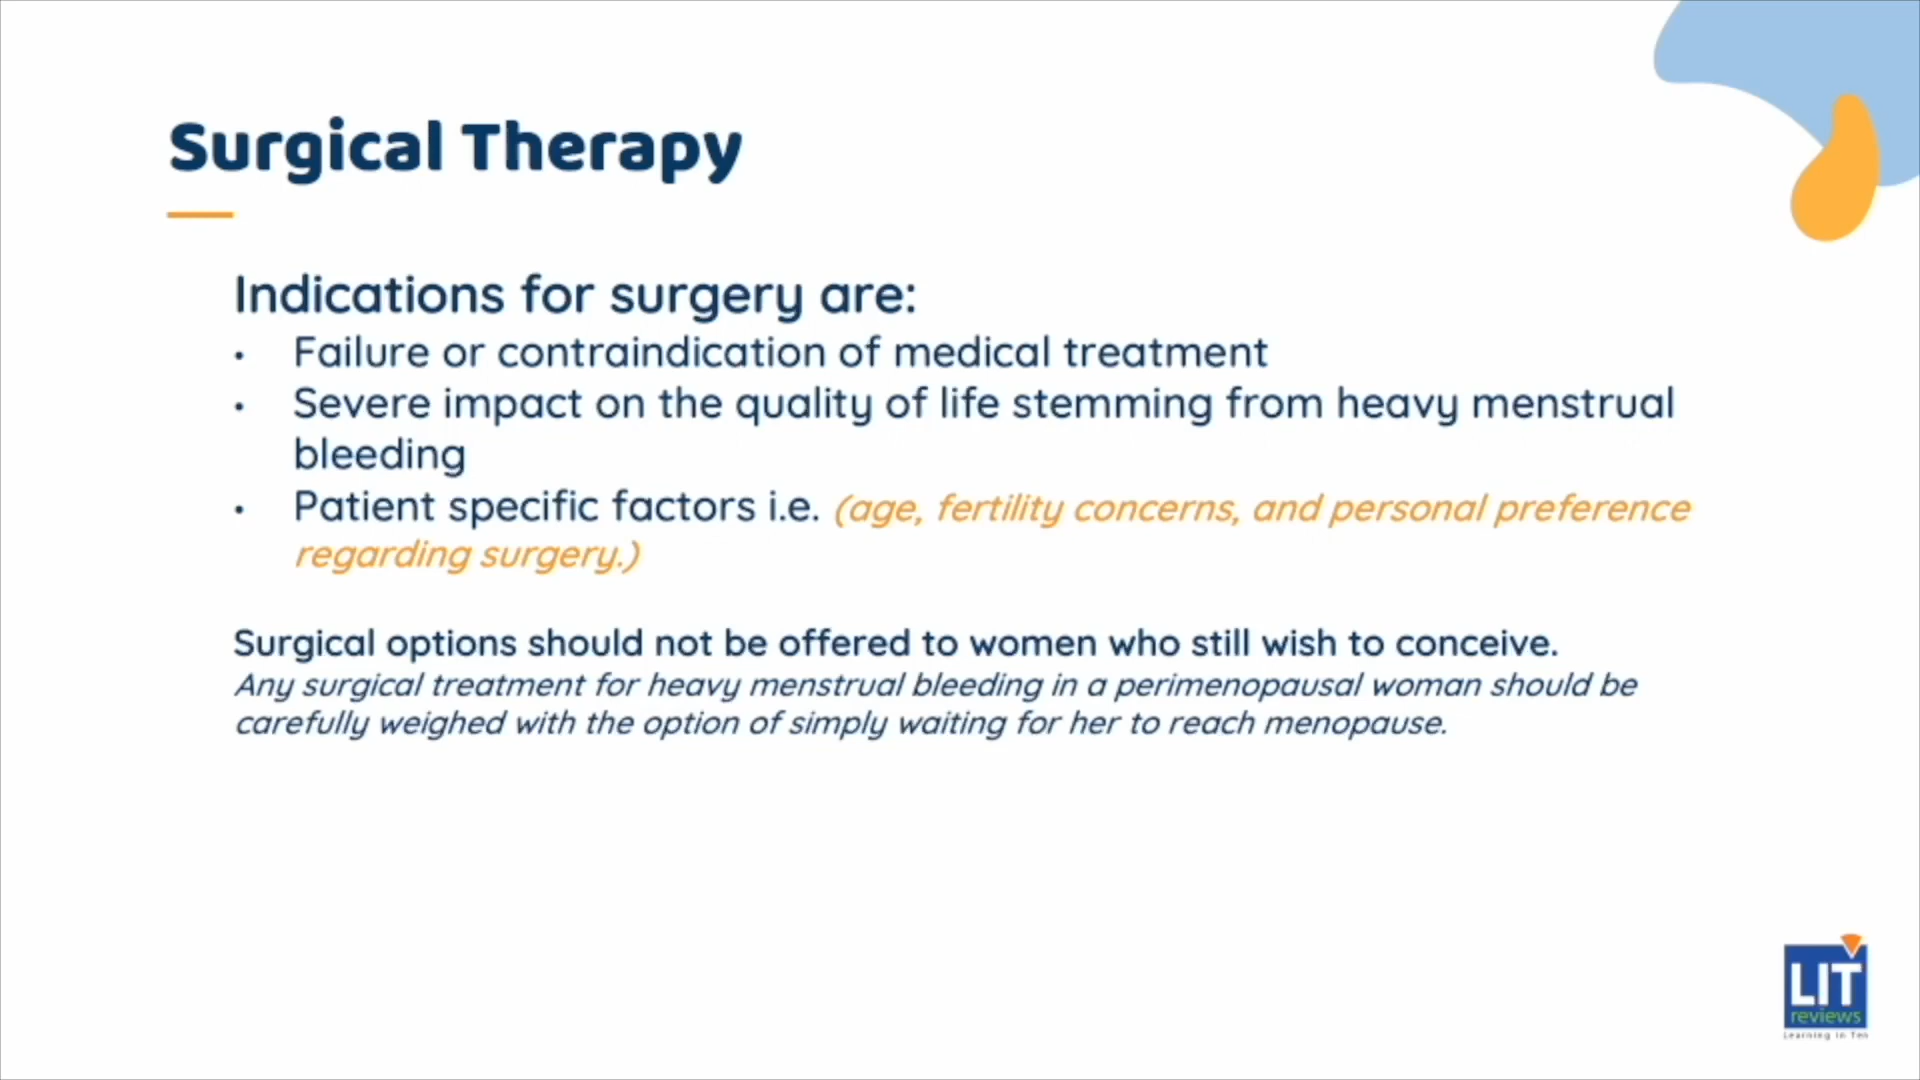 Surgical Therapy
Indications for surgery are:
• Failure or contraindication of medical treatment
• Severe impact on the quality of life stemming from heavy menstrual
bleeding
• Patient specific factors i.e. (age, fertility concerns, and personal preference
regarding surgery.)
Surgical options should not be offered to women who still wish to conceive.
Any surgical treatment for heavy menstrual bleeding in a perimenopausal woman should be
carefully weighed with the option of simply waiting for her to reach menopause.
LIT
reviews
Learning in Ten